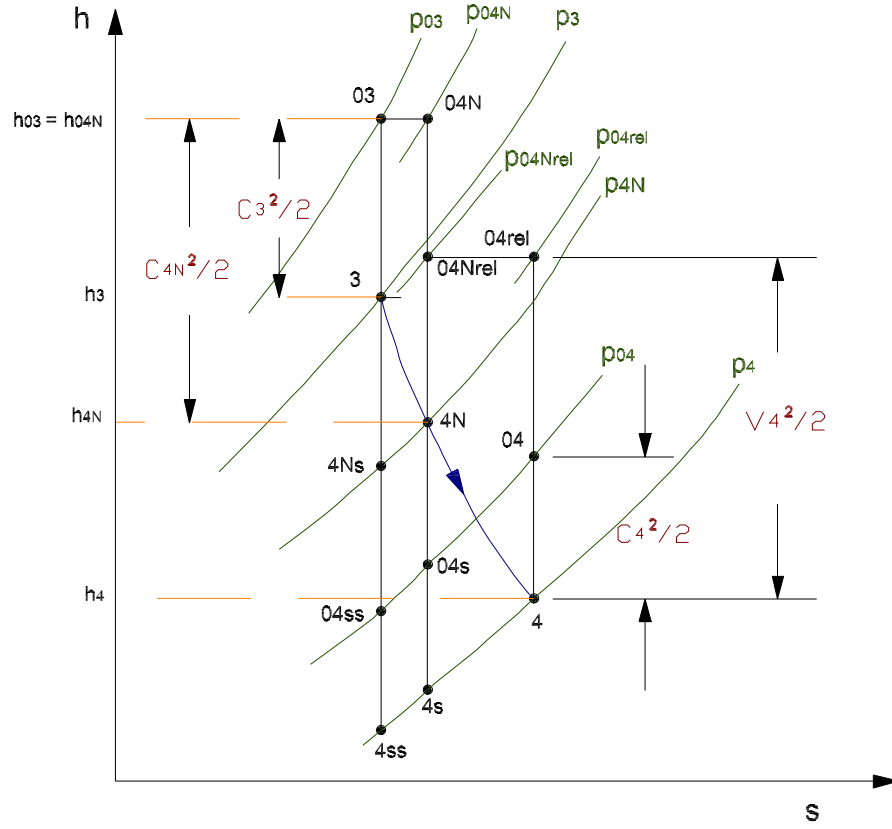 h
p03
p04N
p3
03
04N
h03 = h04N
p04rel
p04Nrel
p4N
C3²/2
04rel
C4N²/2
3
04Nrel
h3
p04
p4
h4N
4N
V4²/2
04
4Ns
C4²/2
04s
h4
04ss
4
4s
4ss
s